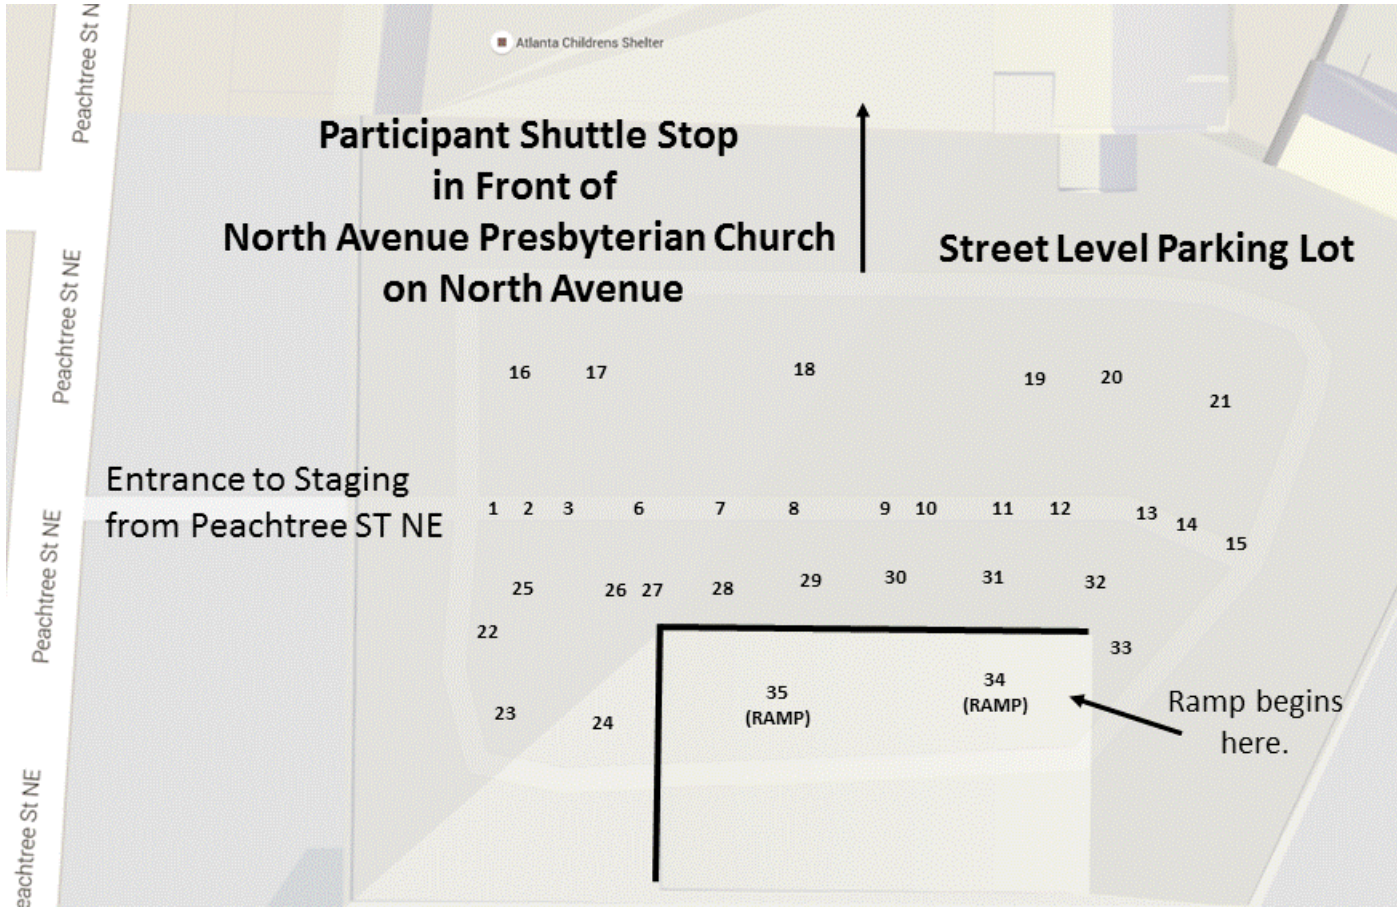 Peachtree St N
Atlanta Childrens Shelter
Participant Shuttle Stop
in Front of
North Avenue Presbyterian Church
on North Avenue
Street Level Parking Lot
Peachtree St NE
16 17 18 19 20 21
Entrance to Staging
from Peachtree ST NE
1 2 3 6 7 8 9 10 11 12 13 14 15
Peachtree St NE
25 26 27 28 29 30 31 32
22
33
35
(RAMP)
34
(RAMP)
23 24
Ramp begins
here.
eachtree St NE